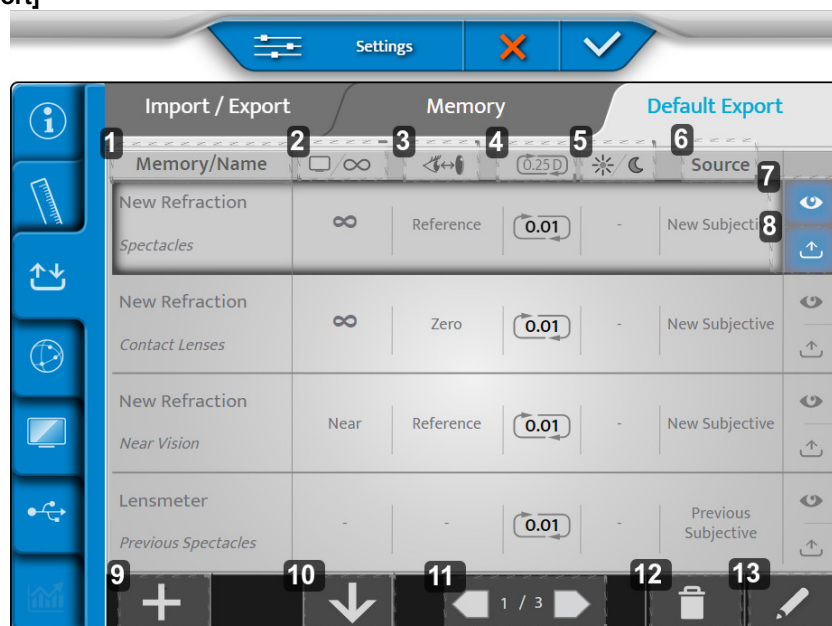 ort]
Settings
Import / Export Memory Default Export
1 2 3 4 5 6
Memory/Name 0.25 D Source
7
New Refraction
Spectacles
Reference 0.01 - New Subjecti
8
New Refraction
Contact Lenses
Zero 0.01 - New Subjective
New Refraction
Near Vision
Near Reference 0.01 - New Subjective
Lensmeter
Previous Spectacles
- - 0.01 - Previous
Subjective
9 10 11 12 13
1 / 3